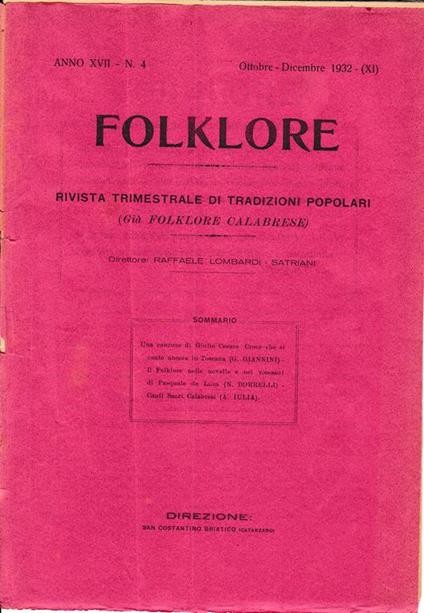 ANNO XVII - N. 4
Ottobre - Dicembre 1932 - (XI)
FOLKLORE
RIVISTA TRIMESTRALE DI TRADIZIONI POPOLARI
(Già FOLKLORE CALABRESE)
Direttore: RAFFAELE LOMBARDI - SATRIANI
SOMMARIO
Una canzone di Giulio Cesare Croce che si
canta ancora in Toscana (G. GIANNINI) -
Il Folklore nelle novelle e nei romanzi
di Pasquale de Luca (N. BORRELLI) -
Canti Sacri Calabresi (A. JULIA).
DIREZIONE:
SAN COSTANTINO BRIATICO (CATANZARO)